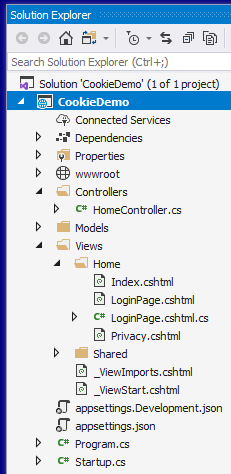 Solution Explorer
Search Solution Explorer (Ctrl+;)
Solution 'CookieDemo' (1 of 1 project)
CookieDemo
Connected Services
Dependencies
Properties
wwwroot
Controllers
C# HomeController.cs
Models
Views
Home
Index.cshtml
LoginPage.cshtml
C# LoginPage.cshtml.cs
Privacy.cshtml
Shared
_ViewImports.cshtml
_ViewStart.cshtml
appsettings.Development.json
appsettings.json
C# Program.cs
C# Startup.cs